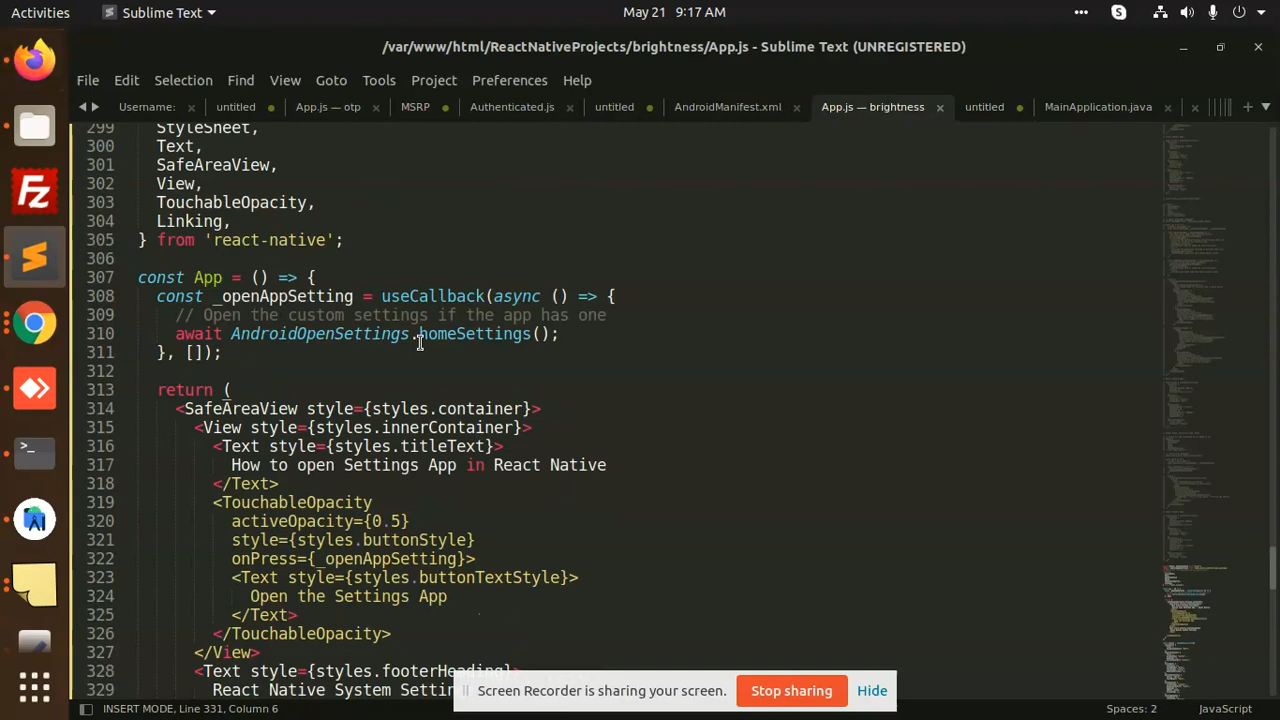 Activities
Sublime Text
May 21 9:17 AM
/var/www/html/ReactNativeProjects/brightness/App.js - Sublime Text (UNREGISTERED)
File Edit Selection Find View Goto Tools Project Preferences Help
Username: untitled App.js — otp MSRP Authenticated.js untitled AndroidManifest.xml App.js — brightness untitled MainApplication.java
299 StyleSheet,
300 Text,
301 SafeAreaView,
302 View,
303 TouchableOpacity,
304 Linking,
305 } from 'react-native';
306
307 const App = () => {
308 const _openAppSetting = useCallback(async () => {
309 // Open the custom settings if the app has one
310 await AndroidOpenSettings.homeSettings();
311 }, []);
312
313 return (
314 <SafeAreaView style={styles.container}>
315 <View style={styles.innerContainer}>
316 <Text style={styles.titleText}>
317 How to open Settings App in React Native
318 </Text>
319 <TouchableOpacity
320 activeOpacity={0.5}
321 style={styles.buttonStyle}
322 onPress={_openAppSetting}>
323 <Text style={styles.buttonTextStyle}>
324 Open the Settings App
325 </Text>
326 </TouchableOpacity>
327 </View>
328 <Text style={styles.footerHeading}>
329 React Native System Settin
Screen Recorder is sharing your screen. Stop sharing Hide
INSERT MODE, Line 331, Column 6
Spaces: 2
JavaScript